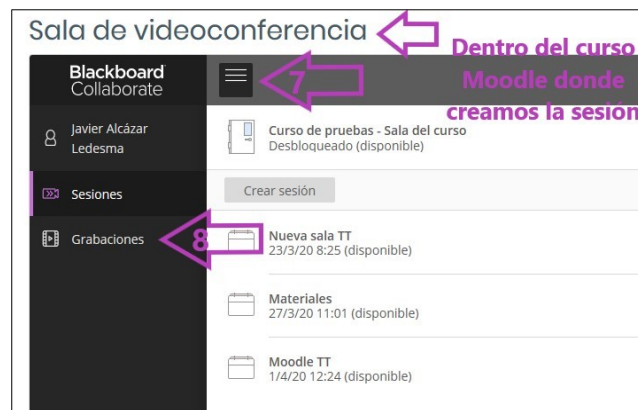 Sala de videoconferencia
Dentro del curso
Moodle donde
creamos la sesión
Blackboard
Collaborate
7
Javier Alcázar
Ledesma
Curso de pruebas - Sala del curso
Desbloqueado (disponible)
Sesiones
Crear sesión
Grabaciones
8
Nueva sala TT
23/3/20 8:25 (disponible)
Materiales
27/3/20 11:01 (disponible)
Moodle TT
1/4/20 12:24 (disponible)